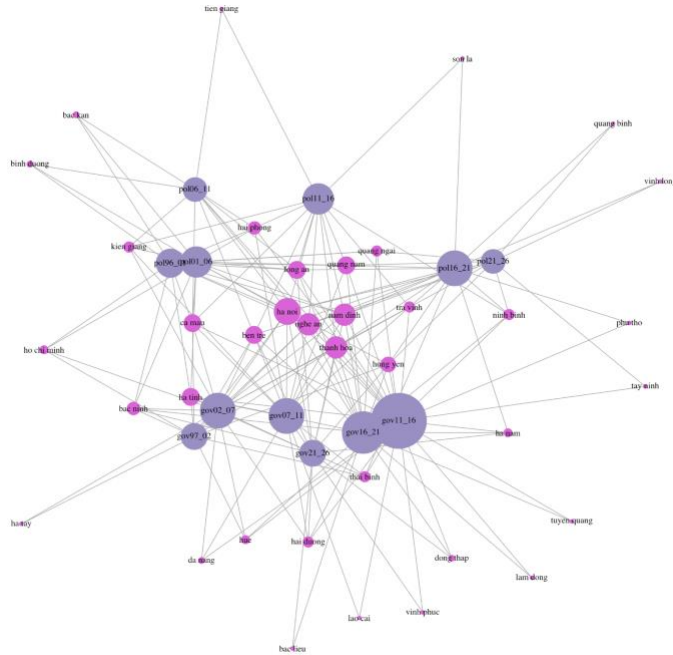 tien giang
son la
bac kan
quang binh
binh duong
vinh long
pol06_11
pol11_16
hai phong
kien giang
quang ngai
pol96_01
pol01_06
long an
quang nam
pol16_21
pol21_26
ha noi
nam dinh
tra vinh
ninh binh
ca mau
nghe an
phu tho
ben tre
thanh hoa
ho chi minh
hung yen
tay ninh
ha tinh
bac ninh
gov02_07
gov07_11
gov11_16
gov97_02
gov16_21
ha nam
gov21_26
thai binh
ha tay
tuyen quang
hue
hai duong
da nang
dong thap
lam dong
lao cai
vinh phuc
bac lieu